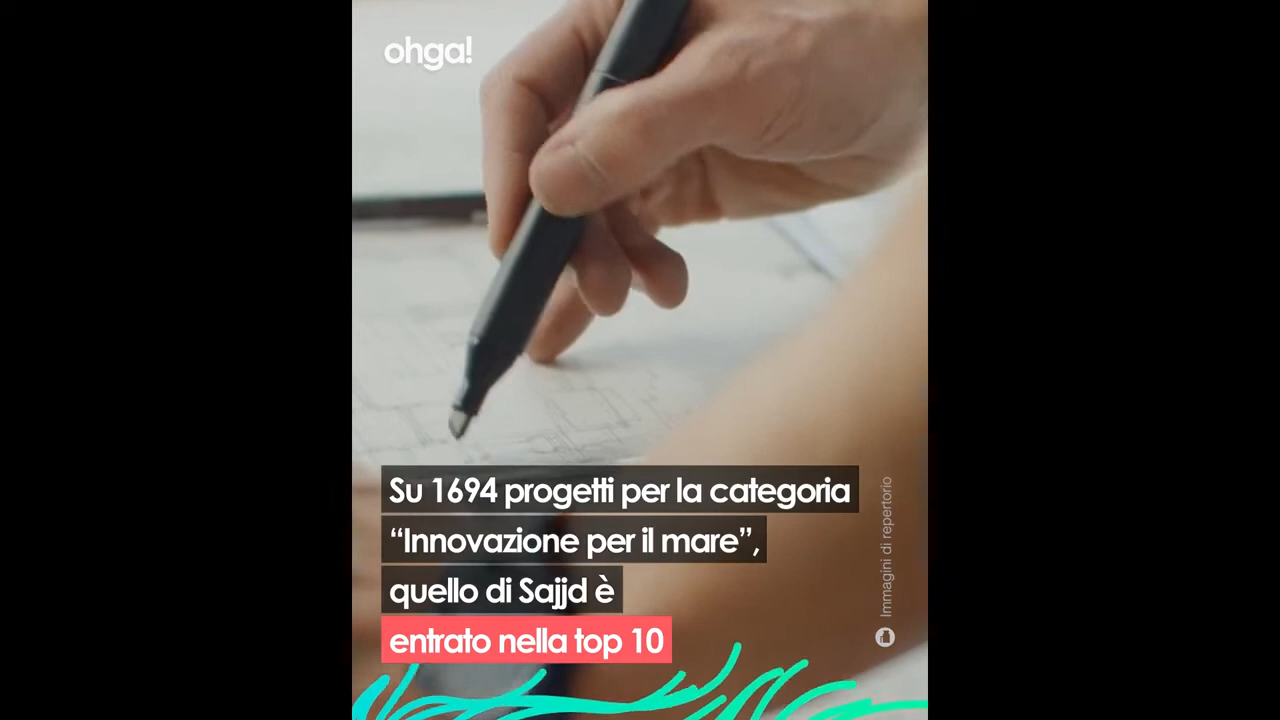 ohga!
Su 1694 progetti per la categoria
“Innovazione per il mare”,
quello di Sajjd è
entrato nella top 10
Immagini di repertorio